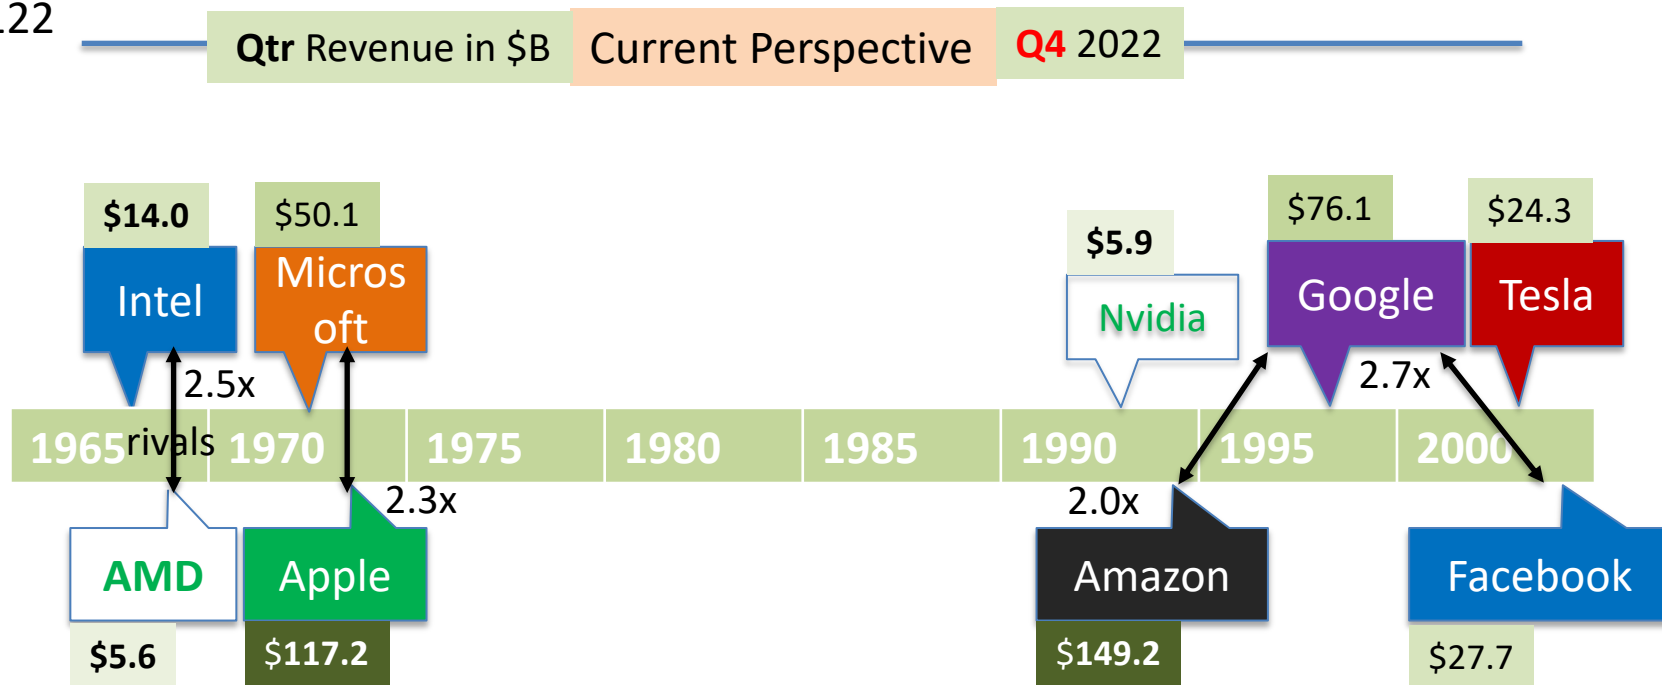 .22
Qtr Revenue in $B
Current Perspective
Q4 2022
$14.0
$50.1
$5.9
$76.1
$24.3
Intel
Micros
oft
Nvidia
Google
Tesla
2.5x
2.7x
1965
rivals
1970
1975
1980
1985
1990
1995
2000
2.3x
2.0x
AMD
Apple
Amazon
Facebook
$5.6
$117.2
$149.2
$27.7